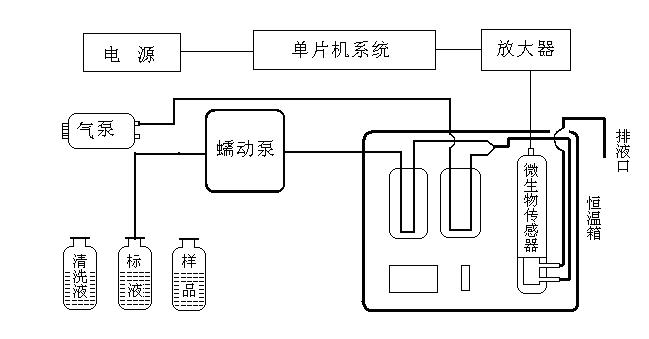 电 源
单片机系统
放大器
气泵
蠕动泵
排液口
微生物传感器
恒温箱
清洗液
标液
样品